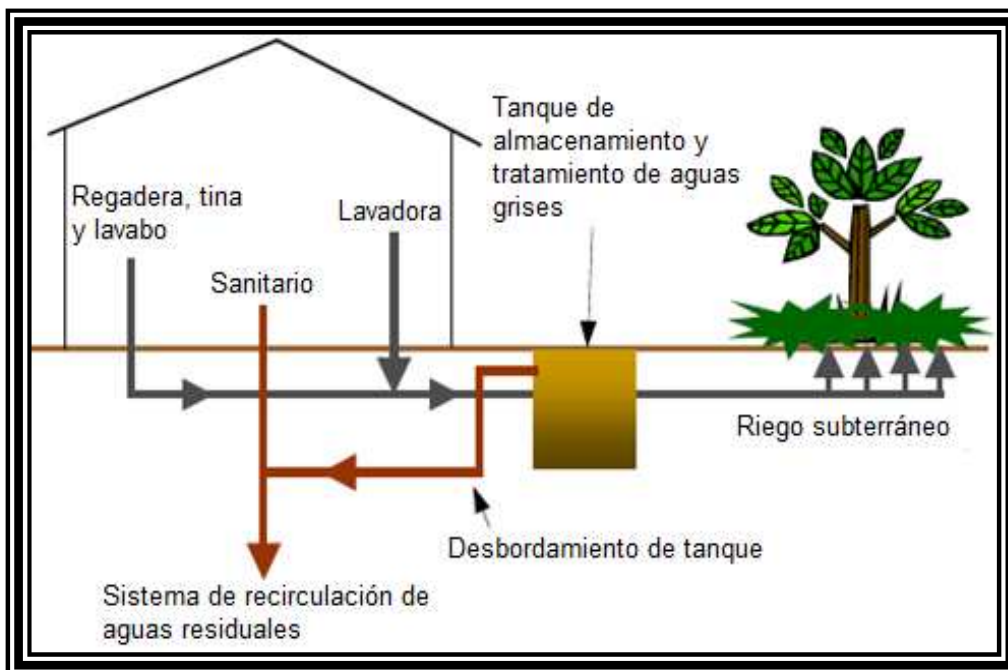 Tanque de
almacenamiento y
tratamiento de aguas
grises
Regadera, tina
y lavabo
Lavadora
Sanitario
Riego subterráneo
Desbordamiento de tanque
Sistema de recirculación de
aguas residuales